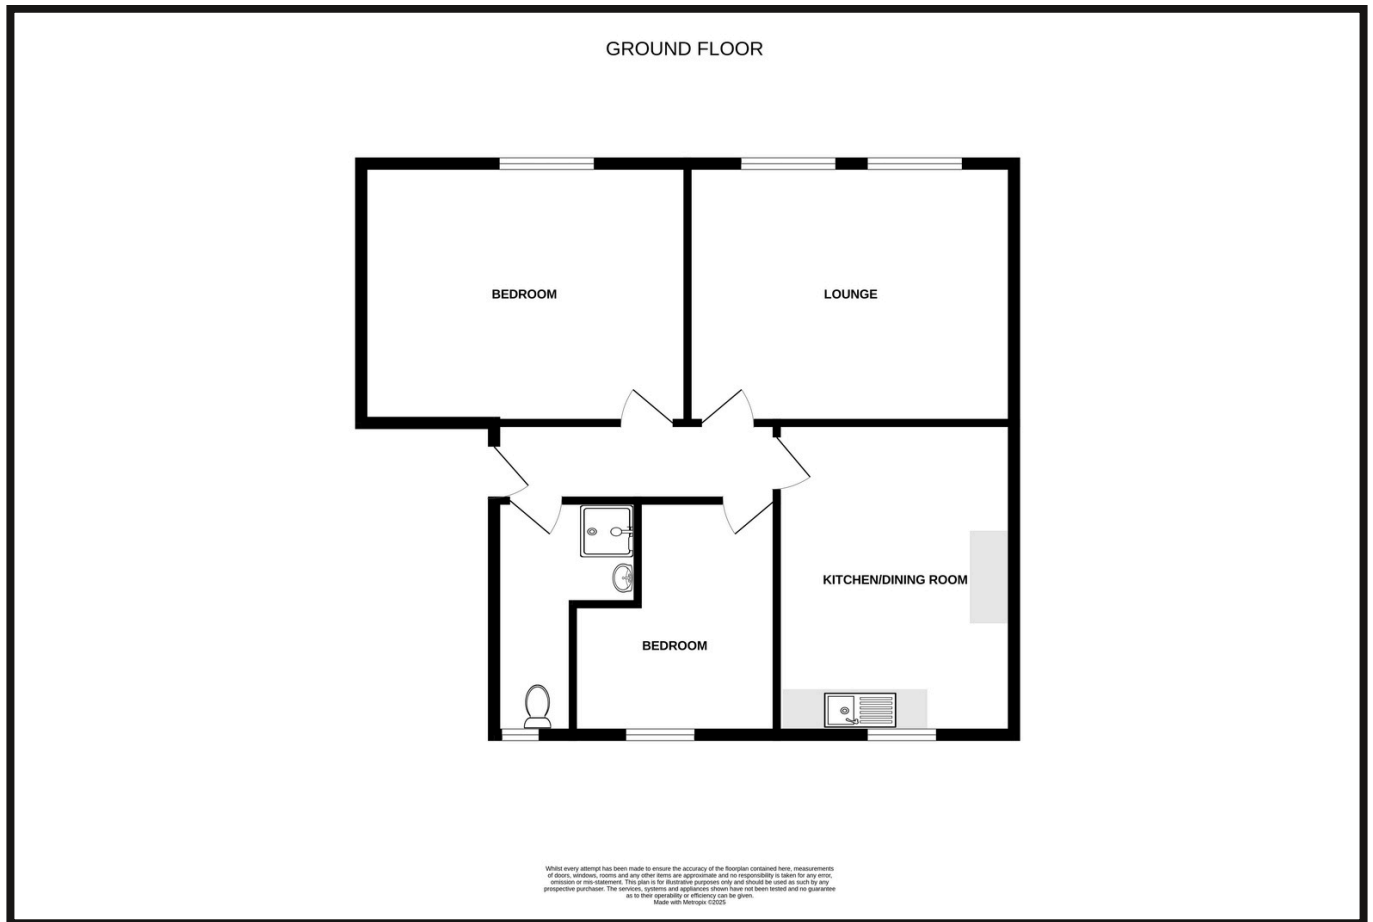 GROUND FLOOR
BEDROOM
LOUNGE
KITCHEN/DINING ROOM
BEDROOM
Whilst every attempt has been made to ensure the accuracy of the floorplan contained here, measurements
of doors, windows, rooms and any other items are approximate and no responsibility is taken for any error,
omission or mis-statement. This plan is for illustrative purposes only and should be used as such by any
prospective purchaser. The services, systems and appliances shown have not been tested and no guarantee
as to their operability or efficiency can be given.
Made with Metropix ©2025